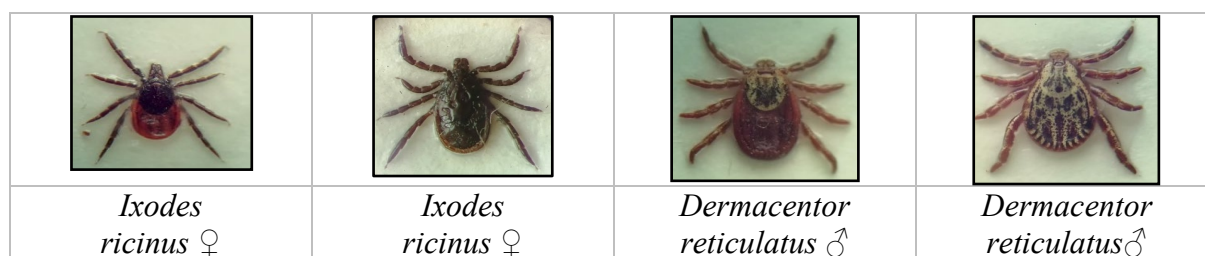 Ixodes
ricinus ♀
Ixodes
ricinus ♀
Dermacentor
reticulatus ♂
Dermacentor
reticulatus♂